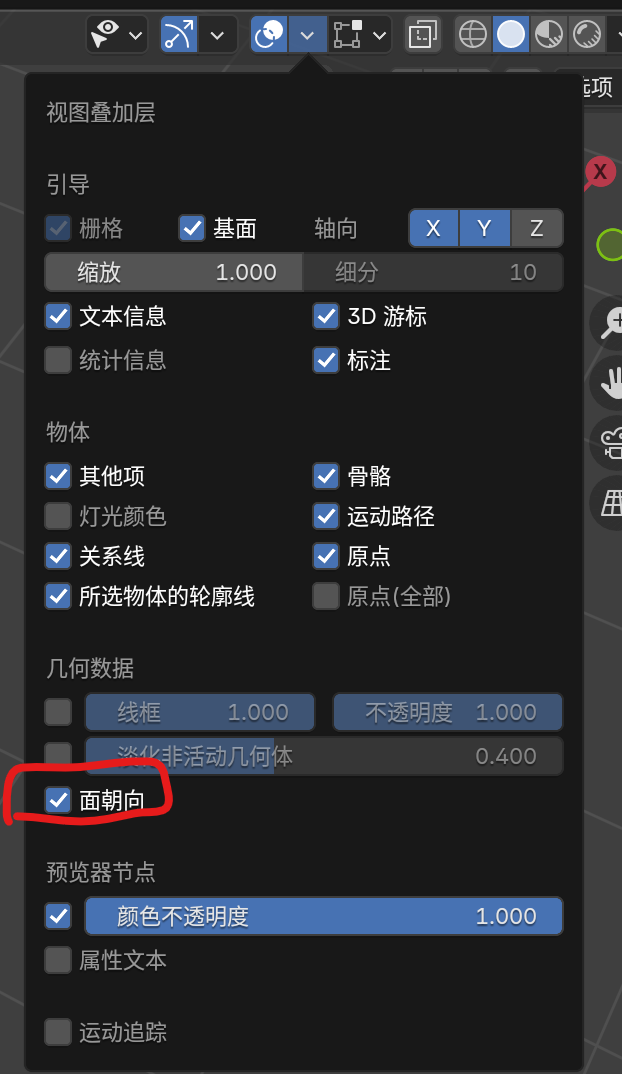 选项
X
视图叠加层
引导
栅格 基面 轴向 X Y Z
缩放 1.000 细分 10
文本信息 3D 游标
统计信息 标注
物体
其他项 骨骼
灯光颜色 运动路径
关系线 原点
所选物体的轮廓线 原点(全部)
几何数据
线框 1.000 不透明度 1.000
淡化非活动几何体 0.400
面朝向
预览器节点
颜色不透明度 1.000
属性文本
运动追踪